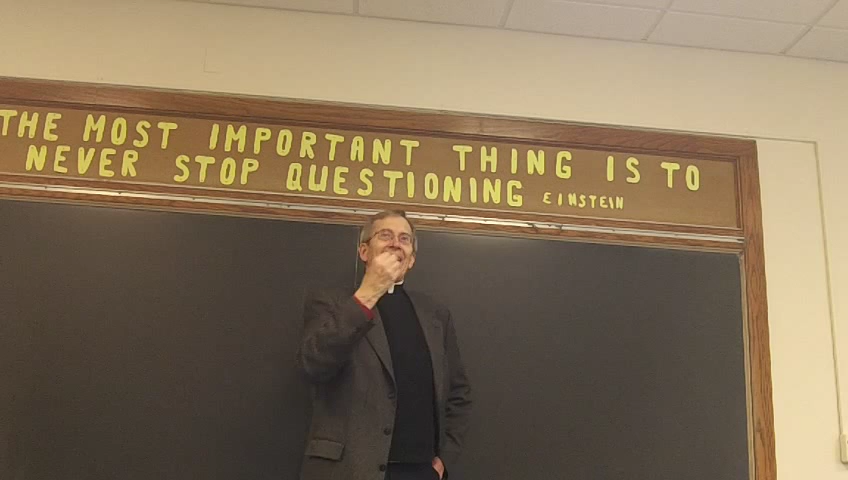 THE MOST IMPORTANT THING IS TO
NEVER STOP QUESTIONING EINSTEIN